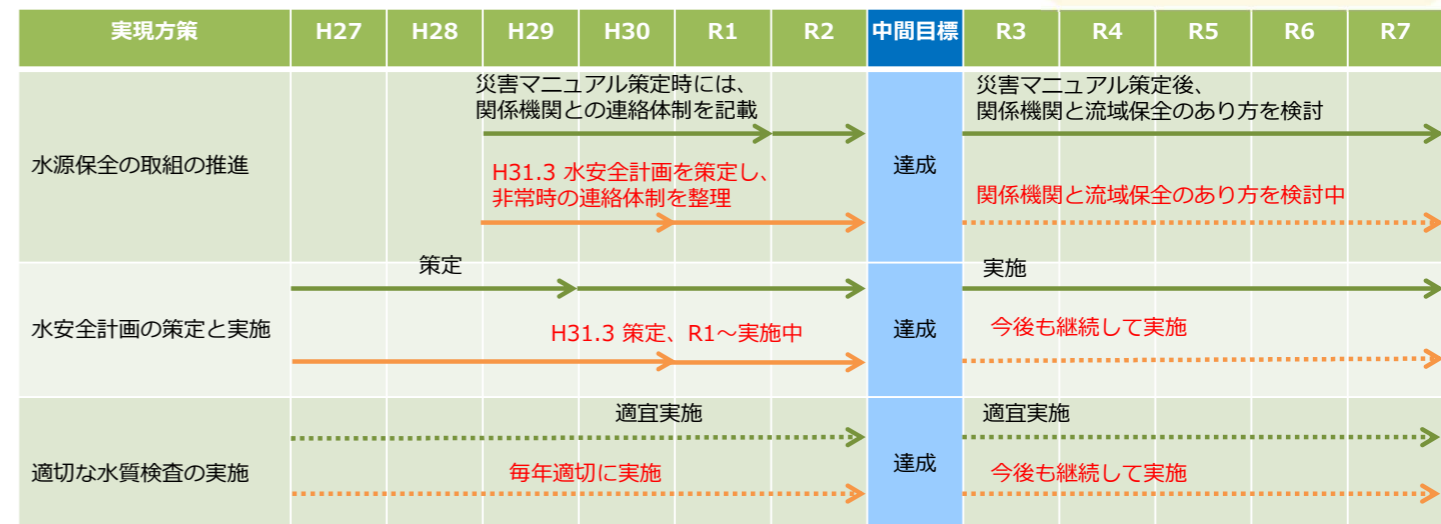 実現方策 H27 H28 H29 H30 R1 R2 中間目標 R3 R4 R5 R6 R7
水源保全の取組の推進
災害マニュアル策定時には、
関係機関との連絡体制を記載
H31.3 水安全計画を策定し、
非常時の連絡体制を整理
達成
災害マニュアル策定後、
関係機関と流域保全のあり方を検討
関係機関と流域保全のあり方を検討中
水安全計画の策定と実施
策定
H31.3 策定、R1～実施中
達成
実施
今後も継続して実施
適切な水質検査の実施
適宜実施
毎年適切に実施
達成
適宜実施
今後も継続して実施